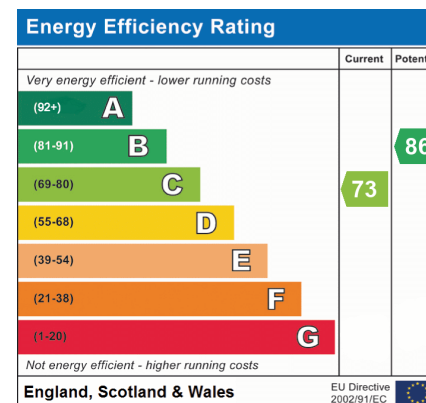 Energy Efficiency Rating
Current Potent
Very energy efficient - lower running costs
(92+) A
(81-91) B 86
(69-80) C 73
(55-68) D
(39-54) E
(21-38) F
(1-20) G
Not energy efficient - higher running costs
England, Scotland & Wales
EU Directive
2002/91/EC